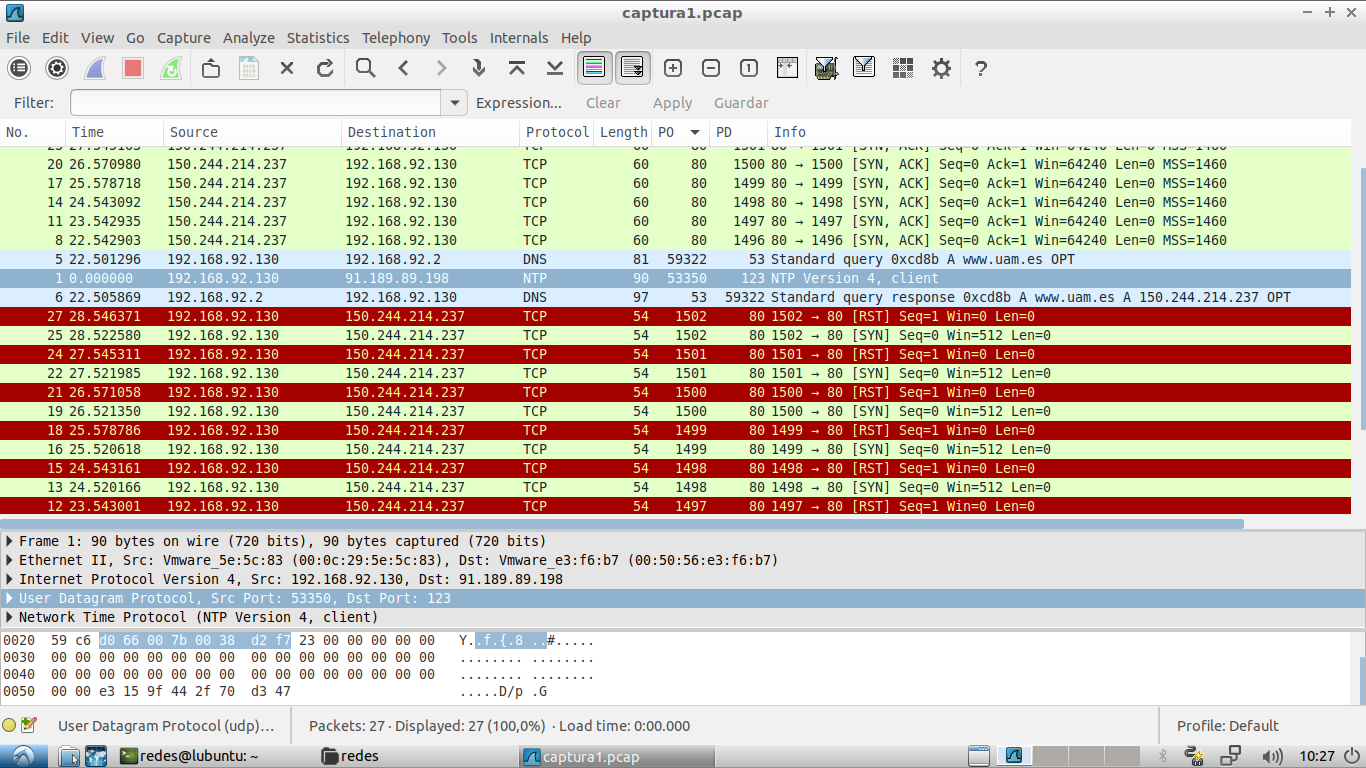 captura1.pcap
File Edit View Go Capture Analyze Statistics Telephony Tools Internals Help
Filter: Expression... Clear Apply Guardar
No. Time Source Destination Protocol Length PO PD Info
20 26.570980 150.244.214.237 192.168.92.130 TCP 60 80 1500 80 → 1500 [SYN, ACK] Seq=0 Ack=1 Win=64240 Len=0 MSS=1460
17 25.578718 150.244.214.237 192.168.92.130 TCP 60 80 1499 80 → 1499 [SYN, ACK] Seq=0 Ack=1 Win=64240 Len=0 MSS=1460
14 24.543092 150.244.214.237 192.168.92.130 TCP 60 80 1498 80 → 1498 [SYN, ACK] Seq=0 Ack=1 Win=64240 Len=0 MSS=1460
11 23.542935 150.244.214.237 192.168.92.130 TCP 60 80 1497 80 → 1497 [SYN, ACK] Seq=0 Ack=1 Win=64240 Len=0 MSS=1460
8 22.542903 150.244.214.237 192.168.92.130 TCP 60 80 1496 80 → 1496 [SYN, ACK] Seq=0 Ack=1 Win=64240 Len=0 MSS=1460
5 22.501296 192.168.92.130 192.168.92.2 DNS 81 59322 53 Standard query 0xcd8b A www.uam.es OPT
1 0.000000 192.168.92.130 91.189.89.198 NTP 90 53350 123 NTP Version 4, client
6 22.505869 192.168.92.2 192.168.92.130 DNS 97 53 59322 Standard query response 0xcd8b A www.uam.es A 150.244.214.237 OPT
27 28.546371 192.168.92.130 150.244.214.237 TCP 54 1502 80 1502 → 80 [RST] Seq=1 Win=0 Len=0
25 28.522580 192.168.92.130 150.244.214.237 TCP 54 1502 80 1502 → 80 [SYN] Seq=0 Win=512 Len=0
24 27.545311 192.168.92.130 150.244.214.237 TCP 54 1501 80 1501 → 80 [RST] Seq=1 Win=0 Len=0
22 27.521985 192.168.92.130 150.244.214.237 TCP 54 1501 80 1501 → 80 [SYN] Seq=0 Win=512 Len=0
21 26.571058 192.168.92.130 150.244.214.237 TCP 54 1500 80 1500 → 80 [RST] Seq=1 Win=0 Len=0
19 26.521350 192.168.92.130 150.244.214.237 TCP 54 1500 80 1500 → 80 [SYN] Seq=0 Win=512 Len=0
18 25.578786 192.168.92.130 150.244.214.237 TCP 54 1499 80 1499 → 80 [RST] Seq=1 Win=0 Len=0
16 25.520618 192.168.92.130 150.244.214.237 TCP 54 1499 80 1499 → 80 [SYN] Seq=0 Win=512 Len=0
15 24.543161 192.168.92.130 150.244.214.237 TCP 54 1498 80 1498 → 80 [RST] Seq=1 Win=0 Len=0
13 24.520166 192.168.92.130 150.244.214.237 TCP 54 1498 80 1498 → 80 [SYN] Seq=0 Win=512 Len=0
12 23.543001 192.168.92.130 150.244.214.237 TCP 54 1497 80 1497 → 80 [RST] Seq=1 Win=0 Len=0
Frame 1: 90 bytes on wire (720 bits), 90 bytes captured (720 bits)
Ethernet II, Src: Vmware_5e:5c:83 (00:0c:29:5e:5c:83), Dst: Vmware_e3:f6:b7 (00:50:56:e3:f6:b7)
Internet Protocol Version 4, Src: 192.168.92.130, Dst: 91.189.89.198
User Datagram Protocol, Src Port: 53350, Dst Port: 123
Network Time Protocol (NTP Version 4, client)
0020 59 c6 d0 66 00 7b 00 38 d2 f7 23 00 00 00 00 00 Y..f.{.8 ..#.....
0030 00 00 00 00 00 00 00 00 00 00 00 00 00 00 00 00 ........ ........
0040 00 00 00 00 00 00 00 00 00 00 00 00 00 00 00 00 ........ ........
0050 00 00 e3 15 9f 44 2f 70 d3 47 .....D/p .G
User Datagram Protocol (udp)... Packets: 27 · Displayed: 27 (100,0%) · Load time: 0:00.000 Profile: Default
redes@lubuntu: ~ redes captura1.pcap 10:27